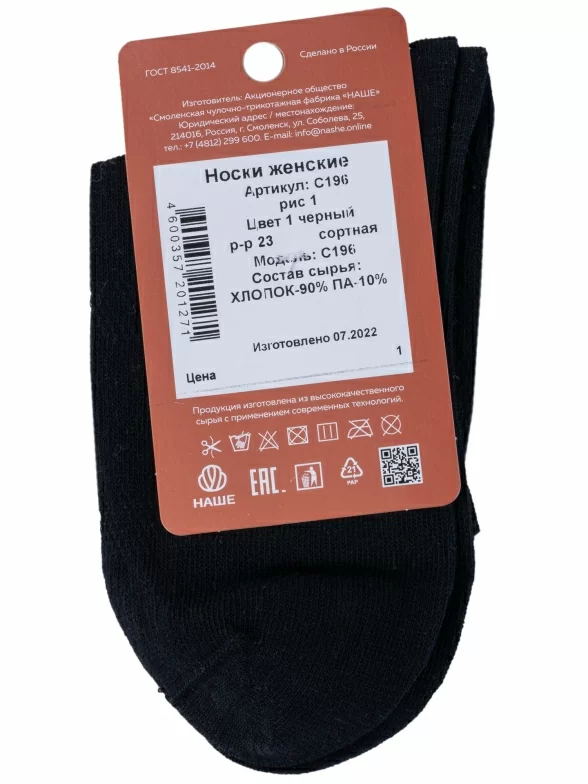 ГОСТ 8541-2014
Сделано в России
Изготовитель: Акционерное общество
«Смоленская чулочно-трикотажная фабрика «НАШЕ»
Юридический адрес / местонахождение:
214016, Россия, г. Смоленск, ул. Соболева, 25,
тел.: +7 (4812) 299 600. E-mail: info@nashe.online
Носки женские
Артикул: С196
рис 1
Цвет 1 черный
р-р 23 сортная
Модель: С196
Состав сырья:
ХЛОПОК-90% ПА-10%
4600357201271
Изготовлено 07.2022
Цена 1
Продукция изготовлена из высококачественного
сырья с применением современных технологий.
НАШЕ
EAC
21
PAP